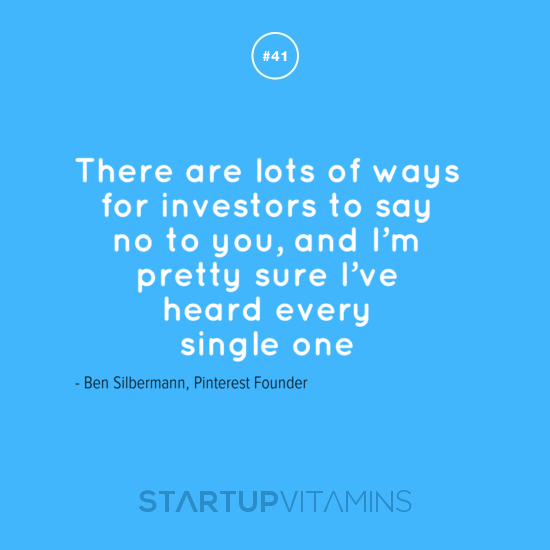 #41
There are lots of ways
for investors to say
no to you, and I'm
pretty sure I've
heard every
single one
- Ben Silbermann, Pinterest Founder
STARTUPVITAMINS